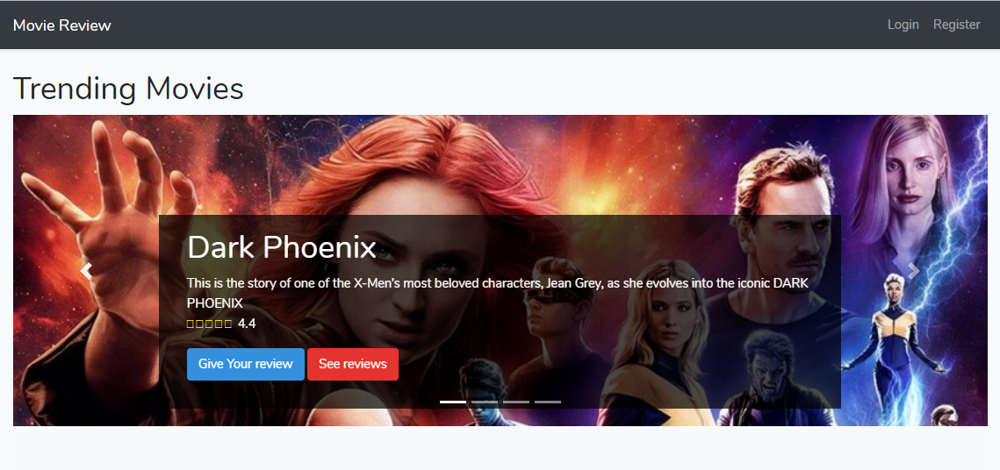 Movie Review
Login Register
Trending Movies
Dark Phoenix
This is the story of one of the X-Men's most beloved characters, Jean Grey, as she evolves into the iconic DARK
PHOENIX
4.4
Give Your review See reviews